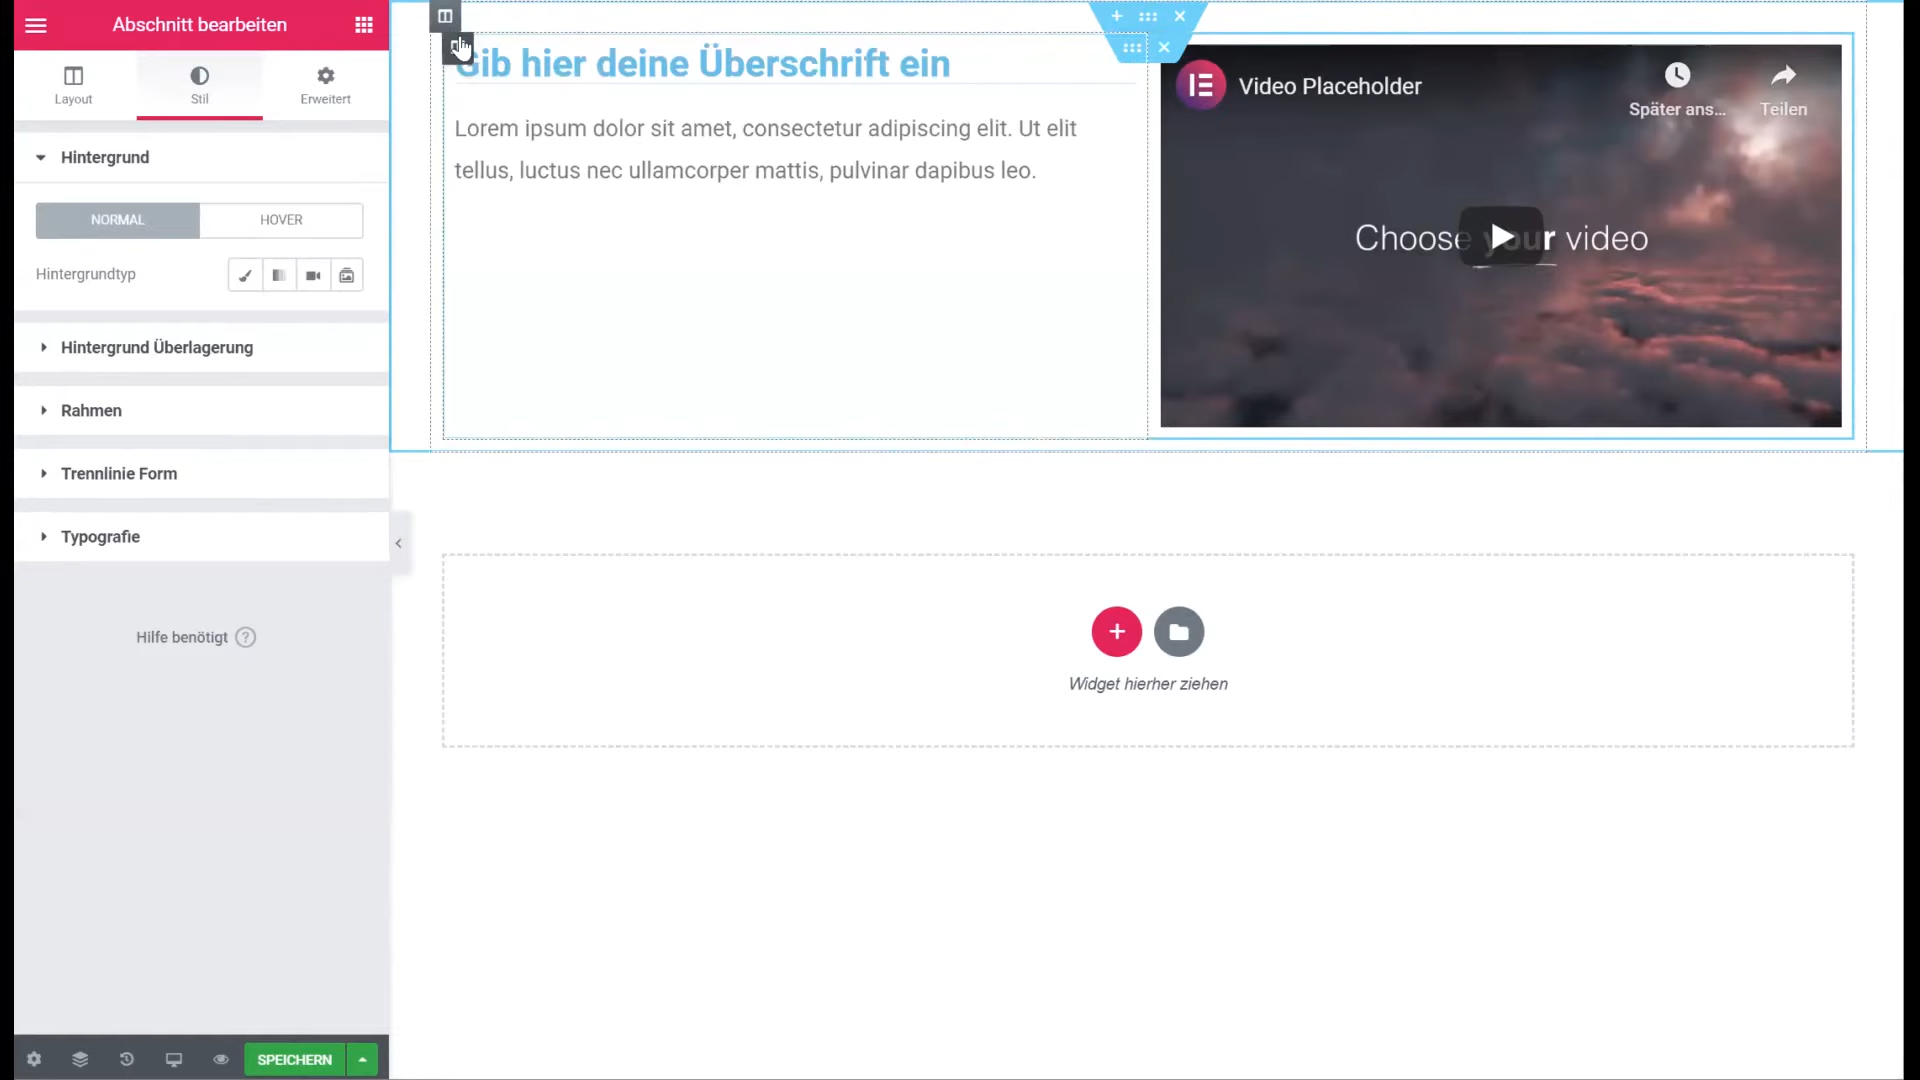 Abschnitt bearbeiten
Layout
Stil
Erweitert
Hintergrund
NORMAL
HOVER
Hintergrundtyp
Hintergrund Überlagerung
Rahmen
Trennlinie Form
Typografie
Hilfe benötigt ?
SPEICHERN
Gib hier deine Überschrift ein
Lorem ipsum dolor sit amet, consectetur adipiscing elit. Ut elit
tellus, luctus nec ullamcorper mattis, pulvinar dapibus leo.
Video Placeholder
Später ans...
Teilen
Choose your video
Widget hierher ziehen